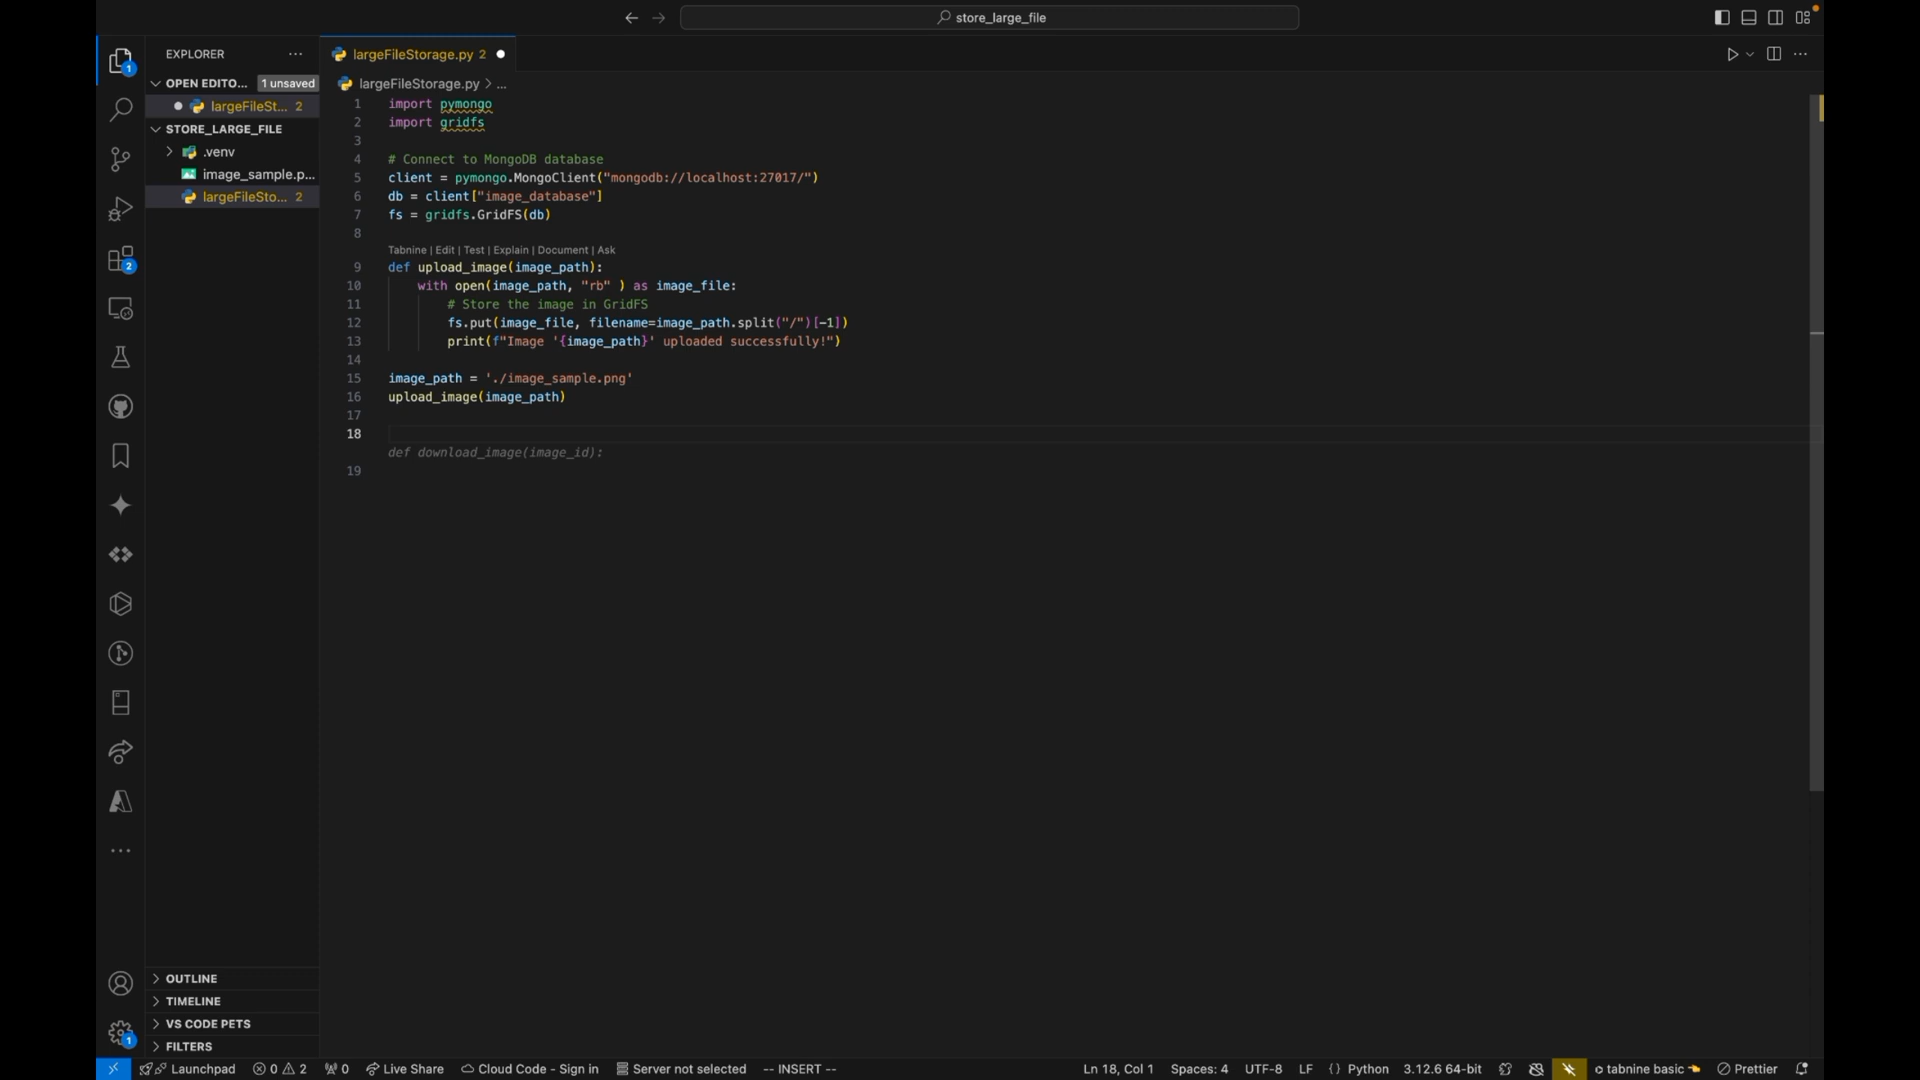 store_large_file
EXPLORER
largeFileStorage.py 2
OPEN EDITO... 1 unsaved
largeFileSt... 2
STORE_LARGE_FILE
.venv
image_sample.p...
largeFileSto... 2
largeFileStorage.py > ...
1 import pymongo
2 import gridfs
3
4 # Connect to MongoDB database
5 client = pymongo.MongoClient("mongodb://localhost:27017/")
6 db = client["image_database"]
7 fs = gridfs.GridFS(db)
8
Tabnine | Edit | Test | Explain | Document | Ask
9 def upload_image(image_path):
10 with open(image_path, "rb" ) as image_file:
11 # Store the image in GridFS
12 fs.put(image_file, filename=image_path.split("/")[-1])
13 print(f"Image '{image_path}' uploaded successfully!")
14
15 image_path = './image_sample.png'
16 upload_image(image_path)
17
18
def download_image(image_id):
19
1
2
OUTLINE
TIMELINE
VS CODE PETS
FILTERS
1
Launchpad 0 2 0 Live Share Cloud Code - Sign in Server not selected -- INSERT -- Ln 18, Col 1 Spaces: 4 UTF-8 LF {} Python 3.12.6 64-bit tabnine basic Prettier